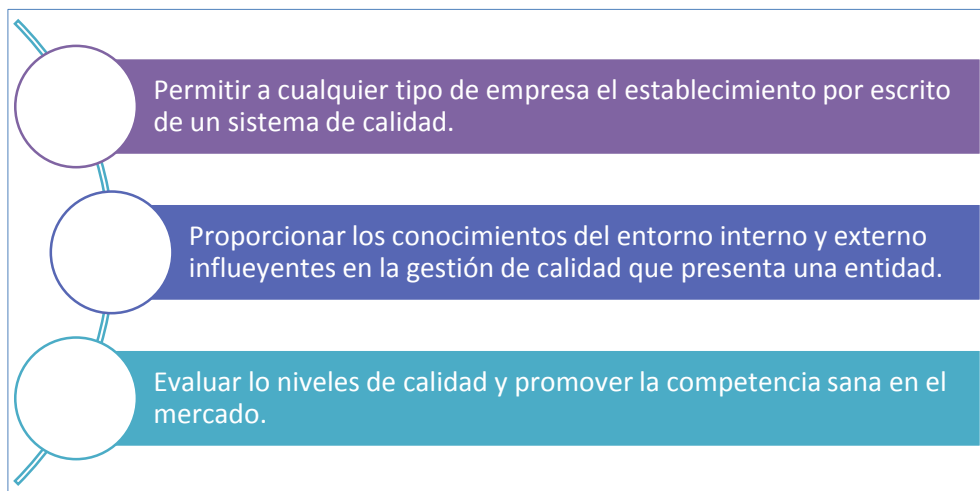 Permitir a cualquier tipo de empresa el establecimiento por escrito
de un sistema de calidad.
Proporcionar los conocimientos del entorno interno y externo
influeyentes en la gestión de calidad que presenta una entidad.
Evaluar lo niveles de calidad y promover la competencia sana en el
mercado.